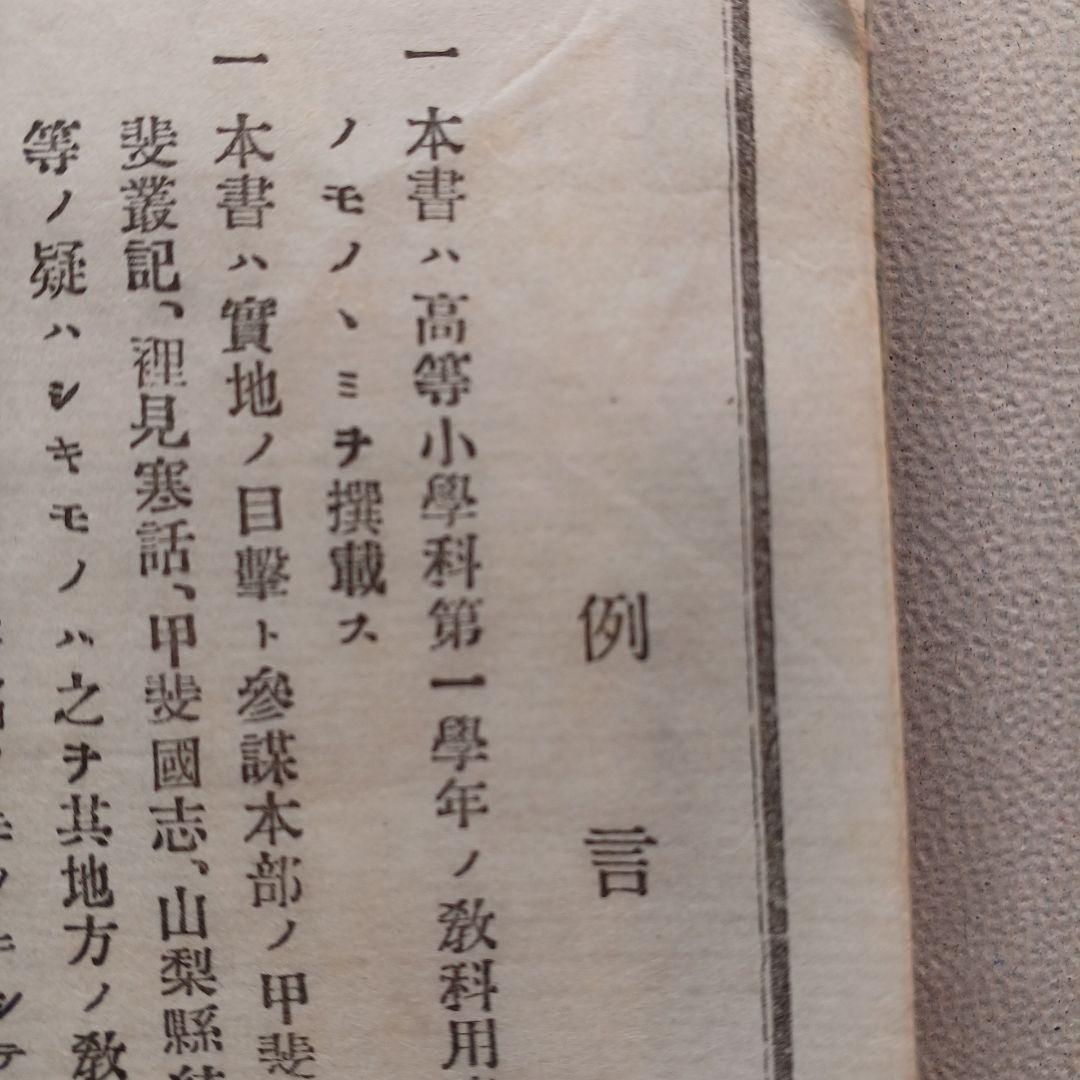 例言
一本書ハ高等小學科第一學年ノ教科用
ノモノヽミヲ撰載ス
一本書ハ實地ノ目擊ト參謀本部ノ甲斐
斐叢記、裡見寒話、甲斐國志、山梨縣
等ノ疑ハシキモノハ之ヲ其地方ノ教